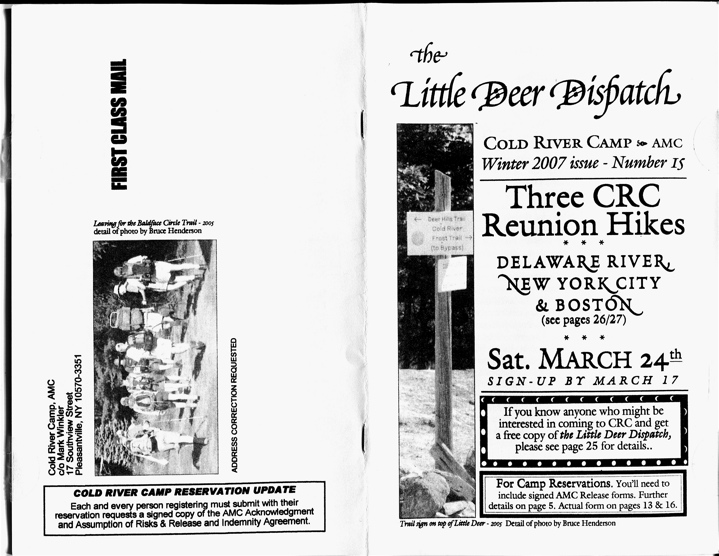 FIRST CLASS MAIL
Leaving for the Baldface Circle Trail - 2005
detail of photo by Bruce Henderson
Cold River Camp, AMC
c/o Mark Winkler
17 Southview Street
Pleasantville, NY 10570-3351
ADDRESS CORRECTION REQUESTED
COLD RIVER CAMP RESERVATION UPDATE
Each and every person registering must submit with their
reservation requests a signed copy of the AMC Acknowledgment
and Assumption of Risks & Release and Indemnity Agreement.
the
Little Deer Dispatch
COLD RIVER CAMP AMC
Winter 2007 issue - Number 15
Three CRC
Reunion Hikes
* * *
DELAWARE RIVER,
NEW YORK CITY
& BOSTON
(see pages 26/27)
* * *
Sat. MARCH 24th
SIGN-UP BY MARCH 17
If you know anyone who might be
interested in coming to CRC and get
a free copy of the Little Deer Dispatch,
please see page 25 for details..
For Camp Reservations. You'll need to
include signed AMC Release forms. Further
details on page 5. Actual form on pages 13 & 16.
← Deer Hills Trail
Cold River
Frost Trail →
(to bypass)
Trail sign on top of Little Deer - 2005 Detail of photo by Bruce Henderson